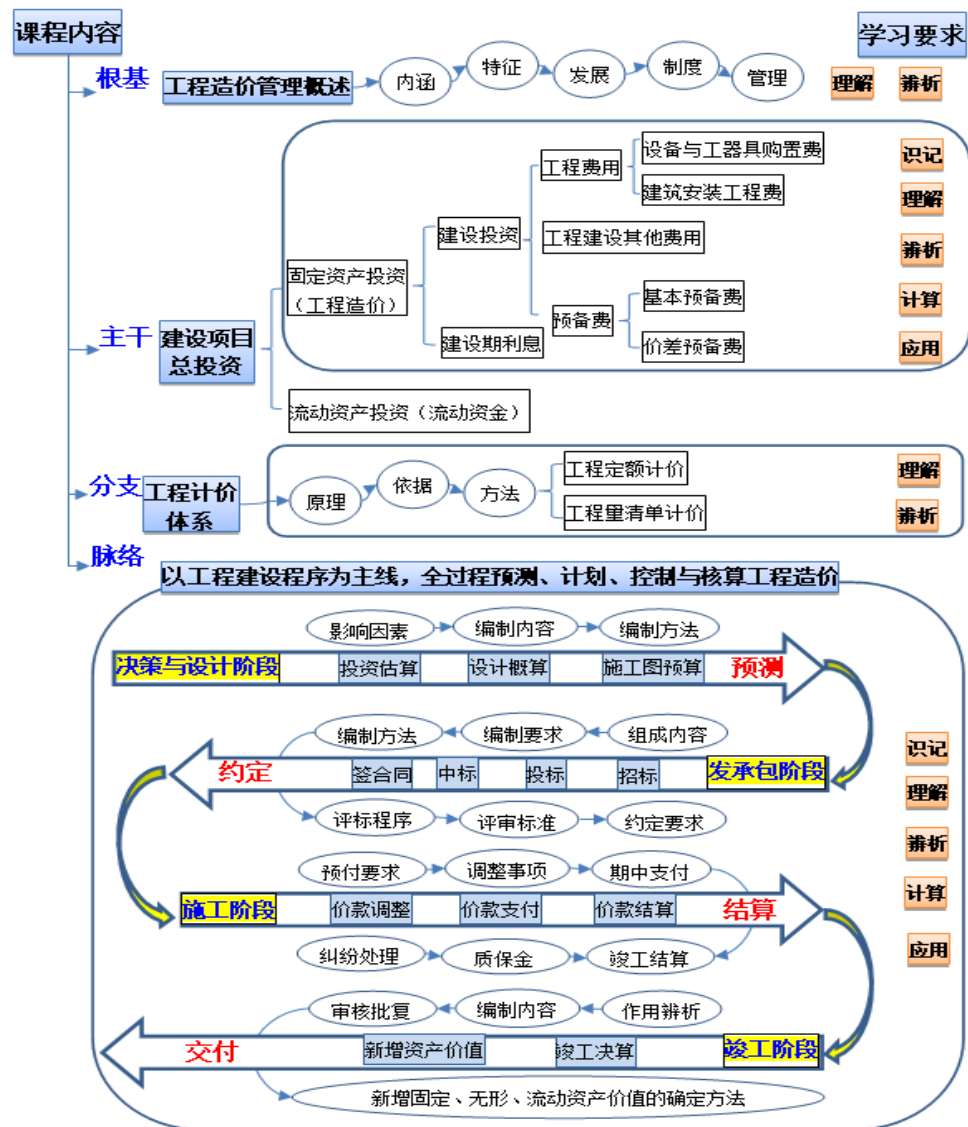 课程内容
学习要求
根基
工程造价管理概述
内涵
特征
发展
制度
管理
理解
辨析
主干
建设项目
总投资
固定资产投资
（工程造价）
建设投资
工程费用
设备与工器具购置费
建筑安装工程费
工程建设其他费用
预备费
基本预备费
价差预备费
建设期利息
流动资产投资（流动资金）
识记
理解
辨析
计算
应用
分支
工程计价
体系
原理
依据
方法
工程定额计价
工程量清单计价
理解
辨析
脉络
以工程建设程序为主线，全过程预测、计划、控制与核算工程造价
影响因素
编制内容
编制方法
决策与设计阶段
投资估算
设计概算
施工图预算
预测
编制方法
编制要求
组成内容
约定
签合同
中标
投标
招标
发承包阶段
评标程序
评审标准
约定要求
预付要求
调整事项
期中支付
施工阶段
价款调整
价款支付
价款结算
结算
纠纷处理
质保金
竣工结算
审核批复
编制内容
作用辨析
交付
新增资产价值
竣工决算
竣工阶段
新增固定、无形、流动资产价值的确定方法
识记
理解
辨析
计算
应用